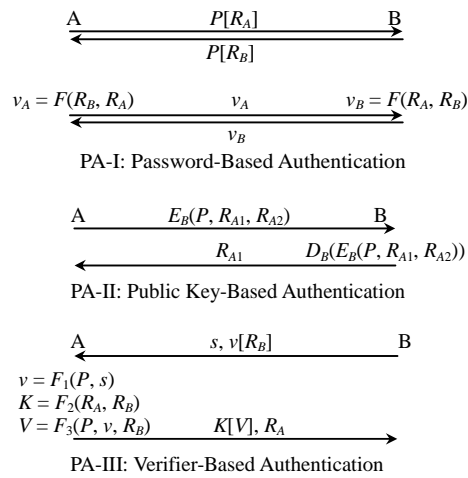 A B
P[R_A]
P[R_B]
v_A = F(R_B, R_A) v_A v_B = F(R_A, R_B)
v_B
PA-I: Password-Based Authentication
A E_B(P, R_A1, R_A2) B
R_A1 D_B(E_B(P, R_A1, R_A2))
PA-II: Public Key-Based Authentication
A s, v[R_B] B
v = F_1(P, s)
K = F_2(R_A, R_B)
V = F_3(P, v, R_B) K[V], R_A
PA-III: Verifier-Based Authentication